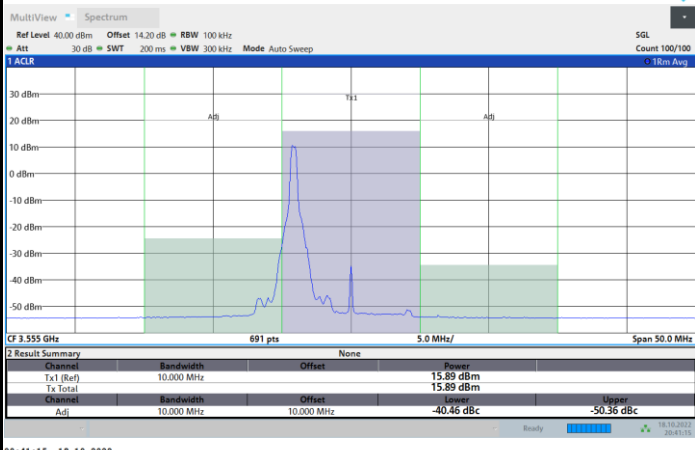 MultiView Spectrum
Ref Level 40.00 dBm Offset 14.20 dB RBW 100 kHz SGL
Att 30 dB SWT 200 ms VBW 300 kHz Mode Auto Sweep Count 100/100
1 ACLR 1Rm Avg
30 dBm
Tx1
20 dBm Adj Adj
10 dBm
0 dBm
-10 dBm
-20 dBm
-30 dBm
-40 dBm
-50 dBm
CF 3.555 GHz 691 pts 5.0 MHz/ Span 50.0 MHz
2 Result Summary None
Channel Bandwidth Offset Power
Tx1 (Ref) 10.000 MHz 15.89 dBm
Tx Total 15.89 dBm
Channel Bandwidth Offset Lower Upper
Adj 10.000 MHz 10.000 MHz -40.46 dBc -50.36 dBc
Ready 18.10.2022
20:41:15